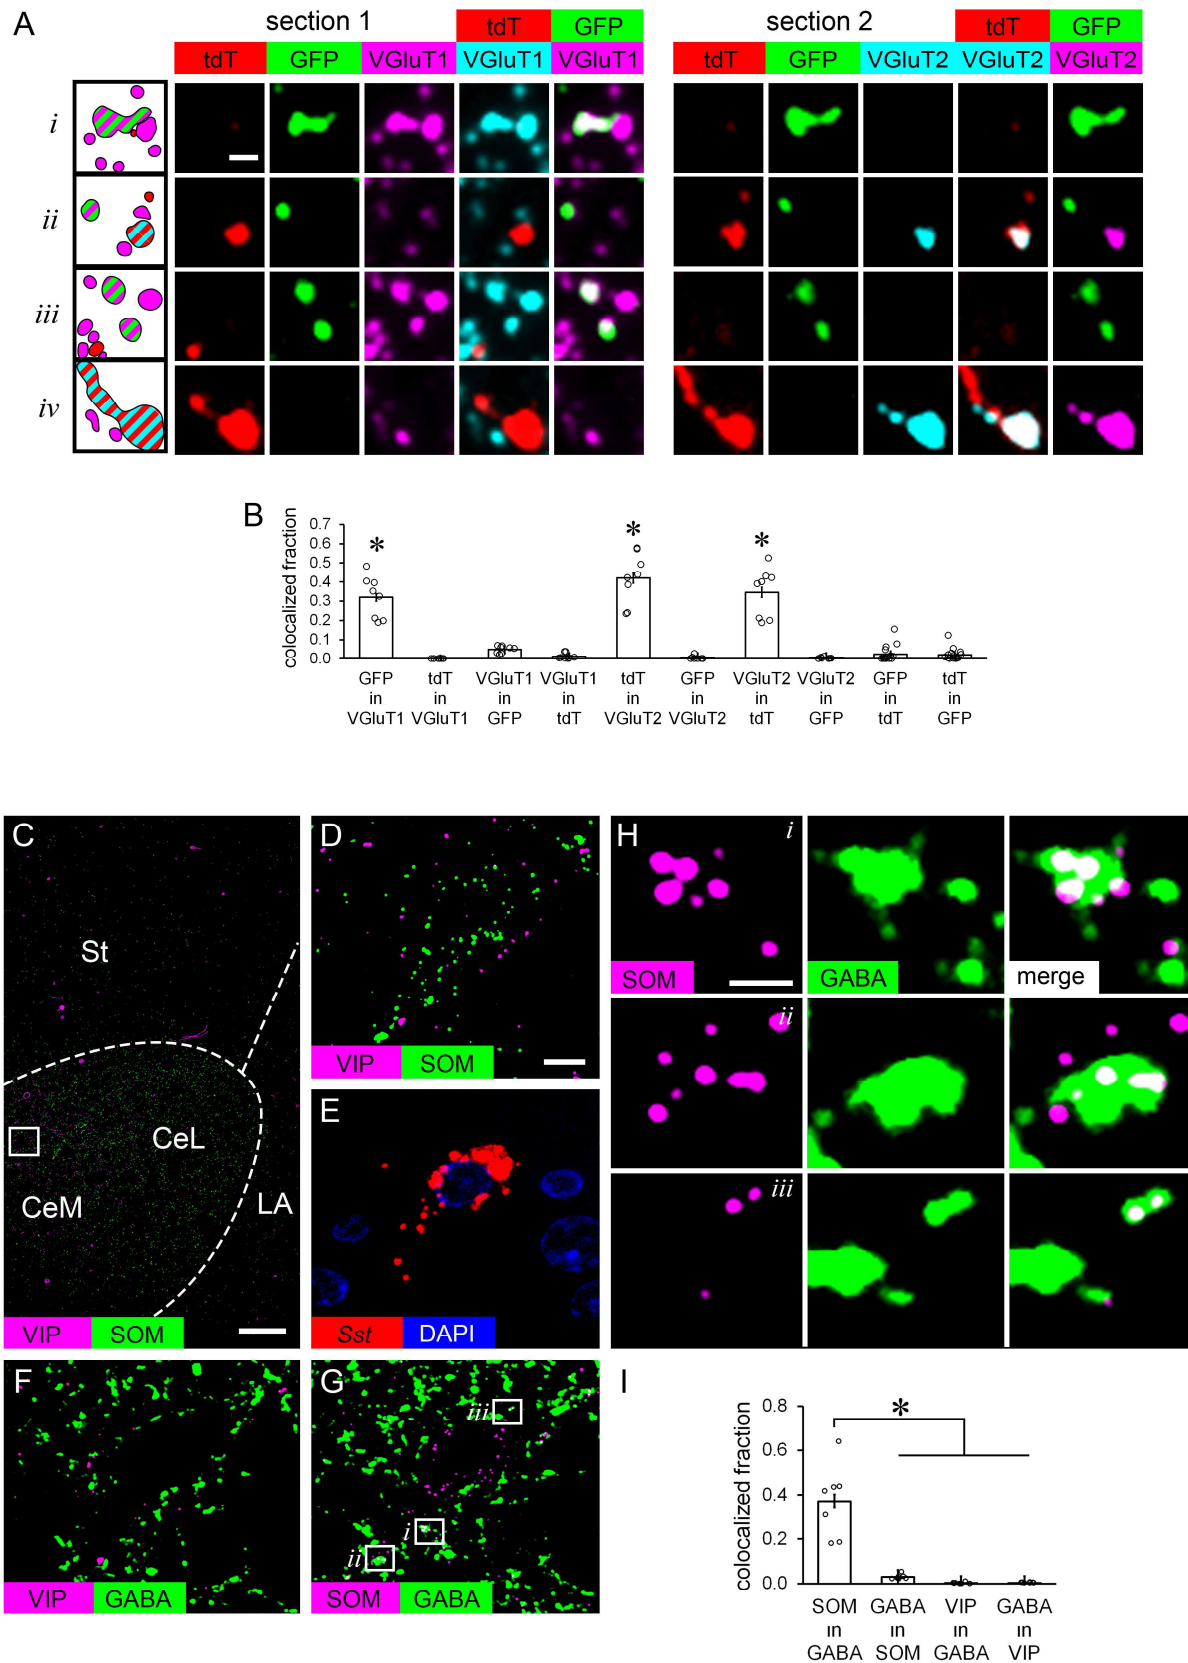 A
section 1
tdT
GFP
section 2
tdT
GFP
tdT
GFP
VGluT1
VGluT1
VGluT1
tdT
GFP
VGluT2
VGluT2
VGluT2
i
ii
iii
iv
B
colocalized fraction
0.7
0.6
0.5
0.4
0.3
0.2
0.1
0.0
*
*
*
GFP in VGluT1
tdT in VGluT1
VGluT1 in GFP
VGluT1 in tdT
tdT in VGluT2
GFP in VGluT2
VGluT2 in tdT
VGluT2 in GFP
GFP in tdT
tdT in GFP
C
St
CeL
CeM
LA
VIP
SOM
D
VIP
SOM
E
Sst
DAPI
F
VIP
GABA
G
iii
i
ii
SOM
GABA
H
i
SOM
GABA
merge
ii
iii
I
colocalized fraction
0.8
0.6
0.4
0.2
0.0
*
SOM in GABA
GABA in SOM
VIP in GABA
GABA in VIP